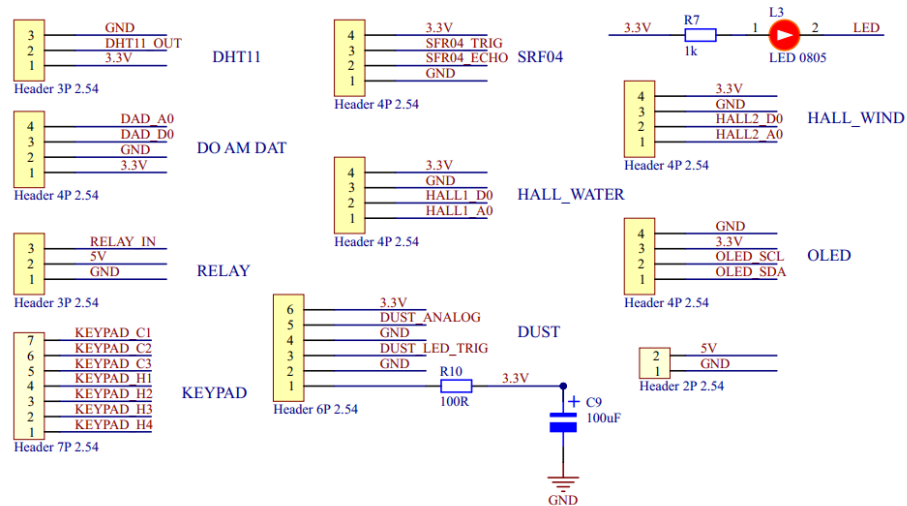 3 GND
2 DHT11_OUT
1 3.3V
DHT11
Header 3P 2.54
4 3.3V
3 SFR04_TRIG
2 SFR04_ECHO
1 GND
SRF04
Header 4P 2.54
3.3V R7 1k 1 L3 2 LED
LED 0805
4 DAD_A0
3 DAD_D0
2 GND
1 3.3V
DO AM DAT
Header 4P 2.54
4 3.3V
3 GND
2 HALL1_D0
1 HALL1_A0
HALL_WATER
Header 4P 2.54
4 3.3V
3 GND
2 HALL2_D0
1 HALL2_A0
HALL_WIND
Header 4P 2.54
3 RELAY_IN
2 5V
1 GND
RELAY
Header 3P 2.54
4 GND
3 3.3V
2 OLED_SCL
1 OLED_SDA
OLED
Header 4P 2.54
7 KEYPAD_C1
6 KEYPAD_C2
5 KEYPAD_C3
4 KEYPAD_H1
3 KEYPAD_H2
2 KEYPAD_H3
1 KEYPAD_H4
KEYPAD
Header 7P 2.54
6 3.3V
5 DUST_ANALOG
4 GND
3 DUST_LED_TRIG
2 GND
1 R10 3.3V
100R
DUST
Header 6P 2.54
+ C9
100uF
GND
2 5V
1 GND
Header 2P 2.54